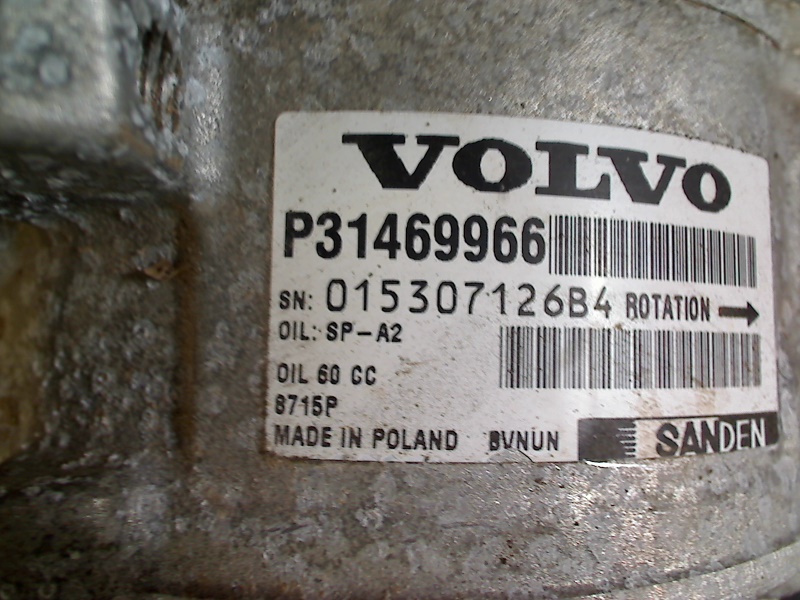 VOLVO
P31469966
SN: 015307126B4 ROTATION →
OIL: SP-A2
OIL 60 CC
8715P
MADE IN POLAND BVNUN SANDEN